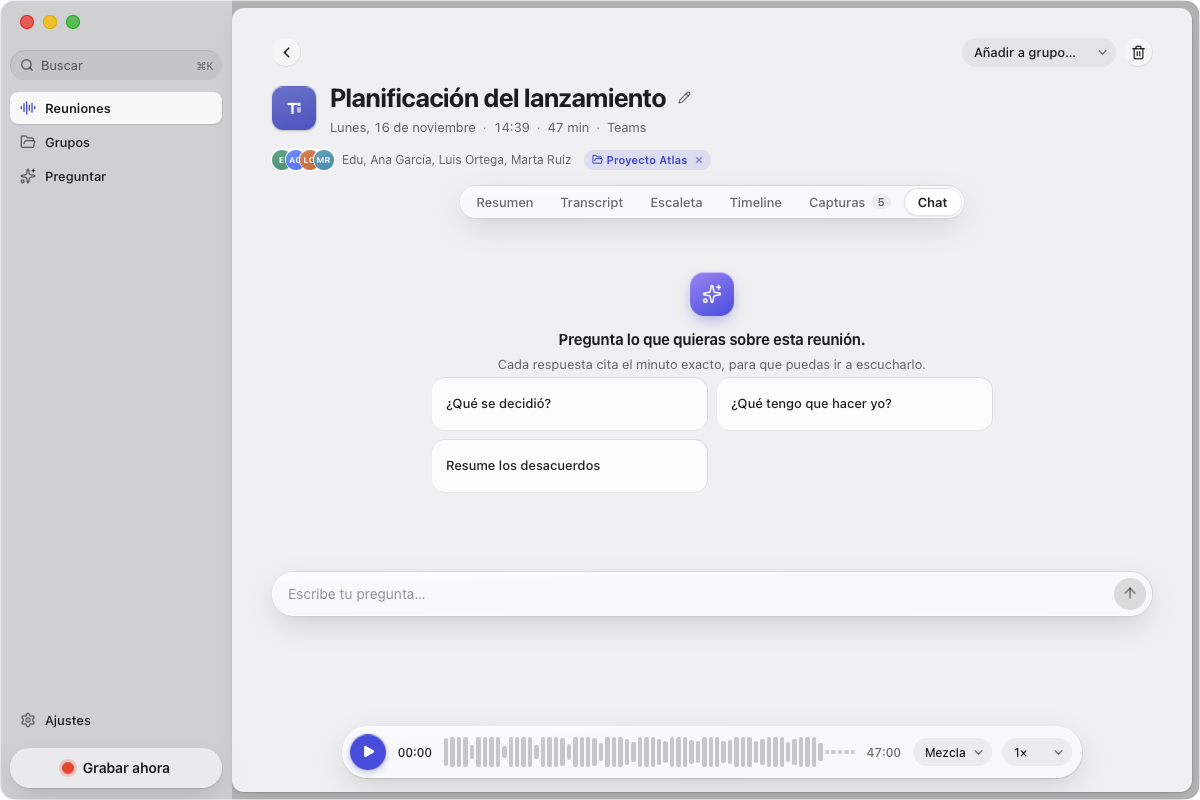 Buscar ⌘K
Reuniones
Grupos
Preguntar
Ajustes
Grabar ahora
Añadir a grupo...
Planificación del lanzamiento
Lunes, 16 de noviembre · 14:39 · 47 min · Teams
E AG LO MR Edu, Ana García, Luis Ortega, Marta Ruiz Proyecto Atlas ×
Resumen Transcript Escaleta Timeline Capturas 5 Chat
Pregunta lo que quieras sobre esta reunión.
Cada respuesta cita el minuto exacto, para que puedas ir a escucharlo.
¿Qué se decidió? ¿Qué tengo que hacer yo?
Resume los desacuerdos
Escribe tu pregunta...
00:00 47:00 Mezcla 1×